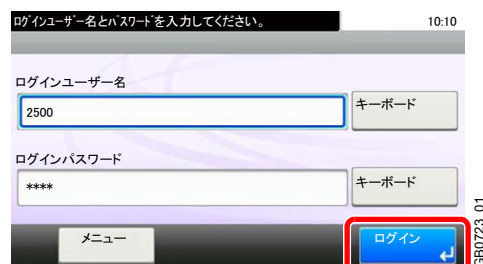 ﾛｸﾞｲﾝﾕｰｻﾞｰ名とﾊﾟｽﾜｰﾄﾞを入力してください。 10:10
ログインユーザー名
2500 キーボード
ログインパスワード
**** キーボード
メニュー ログイン
GB0723_01